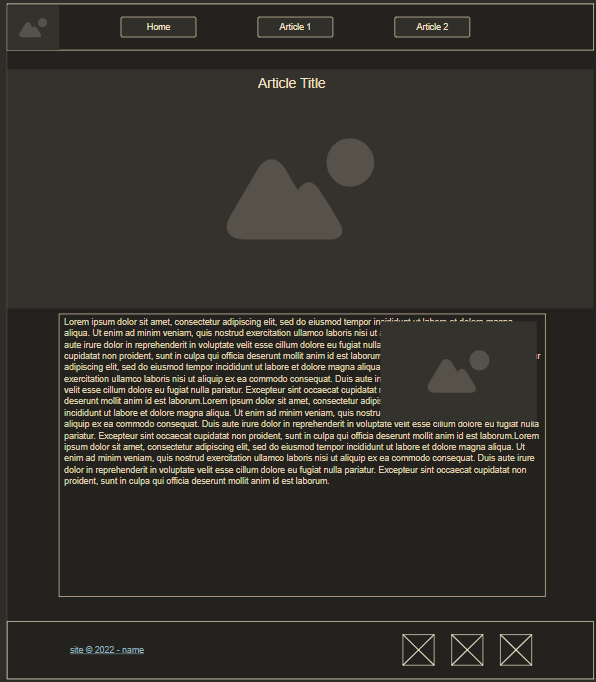 Home
Article 1
Article 2
Article Title
Lorem ipsum dolor sit amet, consectetur adipiscing elit, sed do eiusmod tempor incididunt ut labore et dolore magna
aliqua. Ut enim ad minim veniam, quis nostrud exercitation ullamco laboris nisi ut
aute irure dolor in reprehenderit in voluptate velit esse cillum dolore eu fugiat nulla
cupidatat non proident, sunt in culpa qui officia deserunt mollit anim id est laborum
adipiscing elit, sed do eiusmod tempor incididunt ut labore et dolore magna aliqua.
exercitation ullamco laboris nisi ut aliquip ex ea commodo consequat. Duis aute
velit esse cillum dolore eu fugiat nulla pariatur. Excepteur sint occaecat cupidatat
deserunt mollit anim id est laborum.Lorem ipsum dolor sit amet, consectetur
incididunt ut labore et dolore magna aliqua. Ut enim ad minim veniam, quis nostrud
aliquip ex ea commodo consequat. Duis aute irure dolor in reprehenderit in voluptate velit esse cillum dolore eu fugiat nulla
pariatur. Excepteur sint occaecat cupidatat non proident, sunt in culpa qui officia deserunt mollit anim id est laborum.Lorem
ipsum dolor sit amet, consectetur adipiscing elit, sed do eiusmod tempor incididunt ut labore et dolore magna aliqua. Ut enim
ad minim veniam, quis nostrud exercitation ullamco laboris nisi ut aliquip ex ea commodo consequat. Duis aute irure
dolor in reprehenderit in voluptate velit esse cillum dolore eu fugiat nulla pariatur. Excepteur sint occaecat cupidatat non
proident, sunt in culpa qui officia deserunt mollit anim id est laborum.
site © 2022 - name